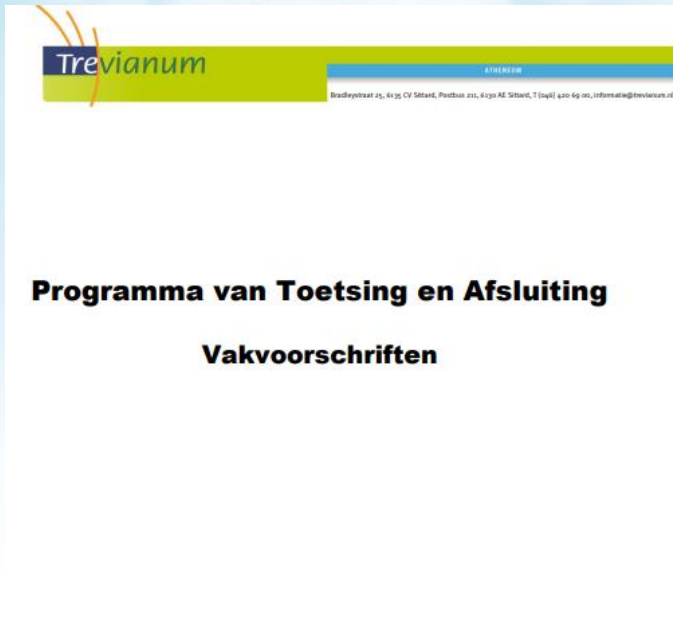 Trevianum
ATHENEUM
Bradleystraat 25, 6135 CV Sittard, Postbus 211, 6130 AE Sittard, T (046) 420 69 00, informatie@trevianum.nl
Programma van Toetsing en Afsluiting
Vakvoorschriften